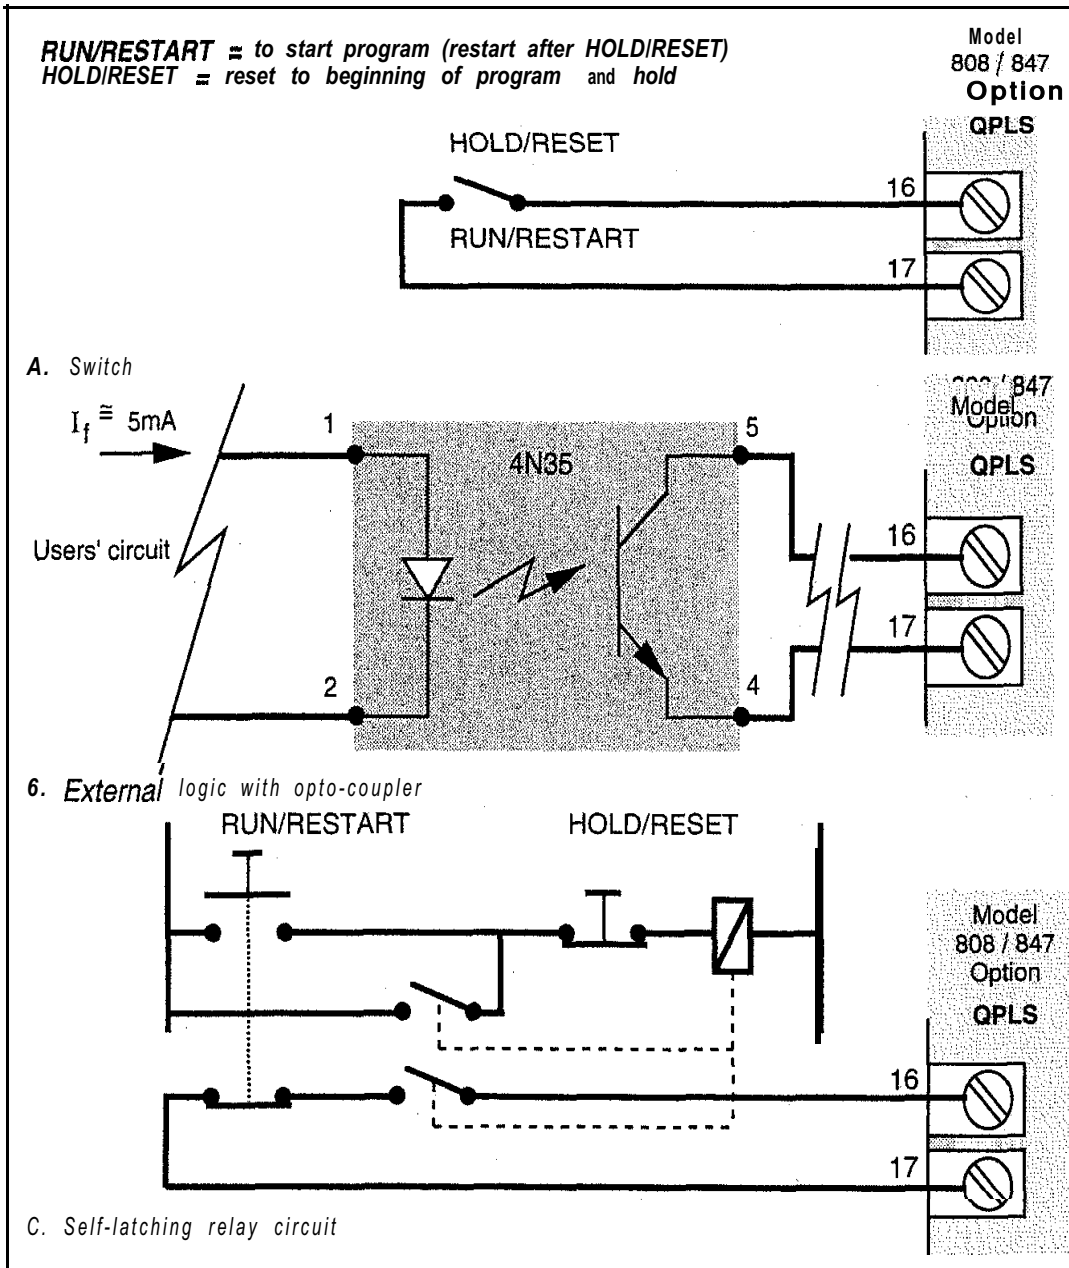 RUN/RESTART = to start program (restart after HOLD/RESET)
HOLD/RESET = reset to beginning of program and hold
Model
808 / 847
Option
QPLS
HOLD/RESET
16
RUN/RESTART
17
A. Switch
If ≅ 5mA
1
5
4N35
/ 847
Model
Option
QPLS
16
Users' circuit
17
2
4
6. External logic with opto-coupler
RUN/RESTART
HOLD/RESET
Model
808 / 847
Option
QPLS
16
17
C. Self-latching relay circuit